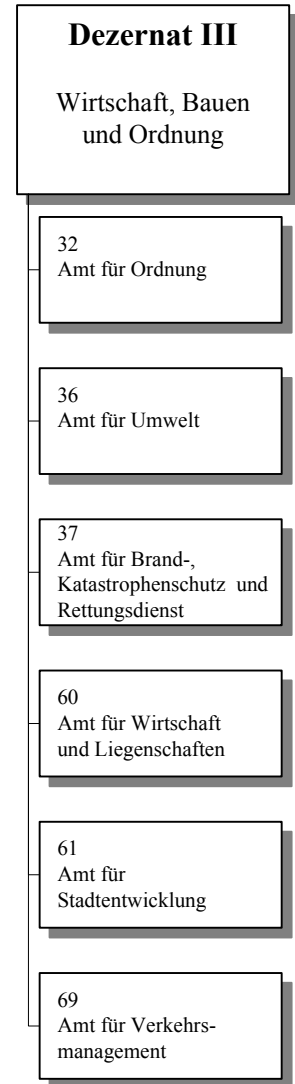 Dezernat III
Wirtschaft, Bauen
und Ordnung
32
Amt für Ordnung
36
Amt für Umwelt
37
Amt für Brand-,
Katastrophenschutz und
Rettungsdienst
60
Amt für Wirtschaft
und Liegenschaften
61
Amt für
Stadtentwicklung
69
Amt für Verkehrs-
management